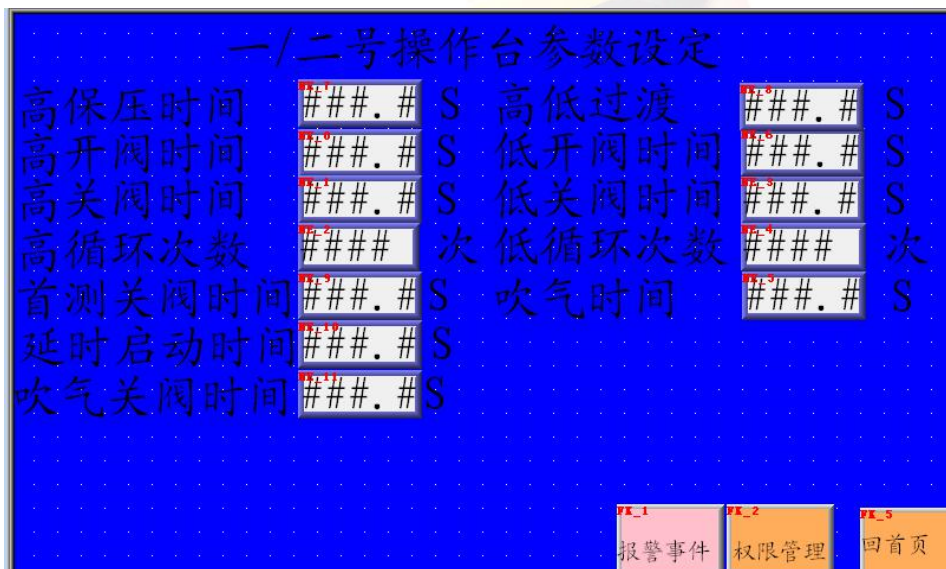 一/二号操作台参数设定
高保压时间 ###.# S 高低过渡 ###.# S
高开阀时间 ###.# S 低开阀时间 ###.# S
高关阀时间 ###.# S 低关阀时间 ###.# S
高循环次数 #### 次 低循环次数 #### 次
首测关阀时间 ###.# S 吹气时间 ###.# S
延时启动时间 ###.# S
吹气关阀时间 ###.# S
FK_1 FK_2 FK_5
报警事件 权限管理 回首页